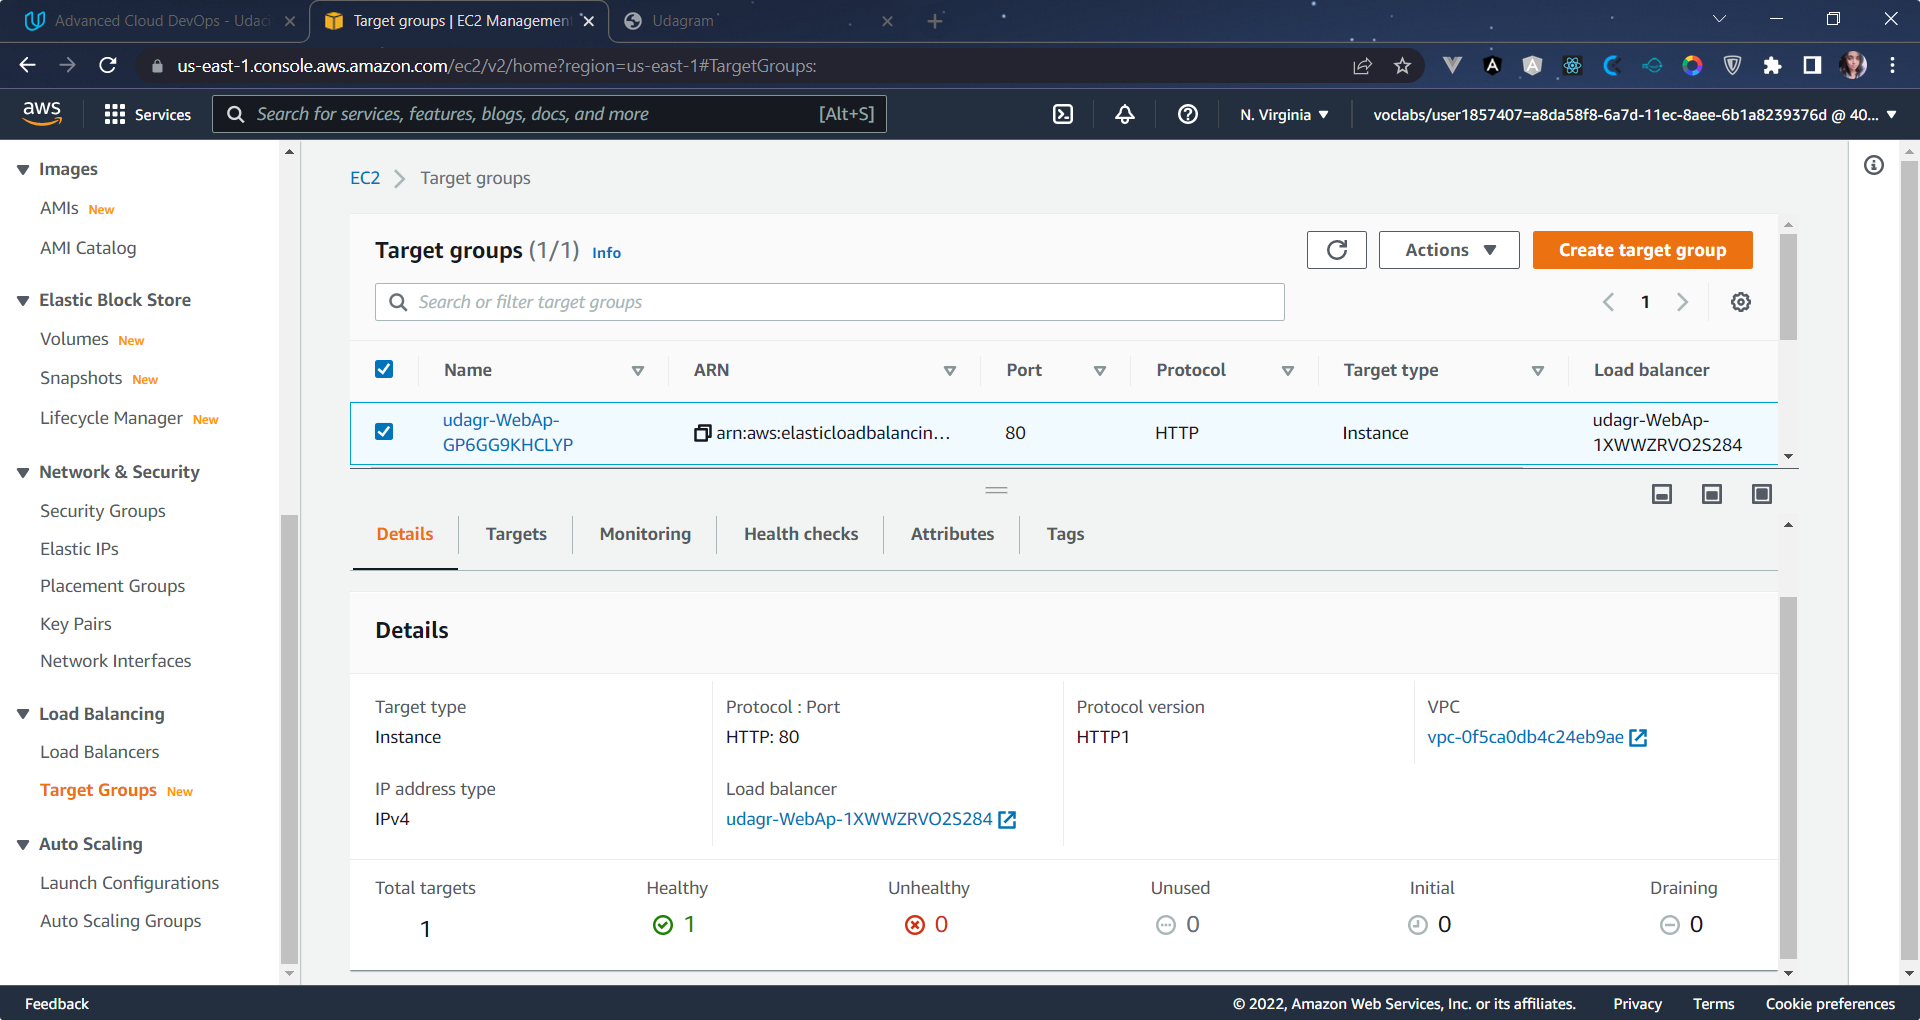 Advanced Cloud DevOps - Udac
Target groups | EC2 Management
Udagram
us-east-1.console.aws.amazon.com/ec2/v2/home?region=us-east-1#TargetGroups:
aws
Services
Search for services, features, blogs, docs, and more
[Alt+S]
N. Virginia
voclabs/user1857407=a8da58f8-6a7d-11ec-8aee-6b1a8239376d @ 40...
Images
AMIs New
AMI Catalog
Elastic Block Store
Volumes New
Snapshots New
Lifecycle Manager New
Network & Security
Security Groups
Elastic IPs
Placement Groups
Key Pairs
Network Interfaces
Load Balancing
Load Balancers
Target Groups New
Auto Scaling
Launch Configurations
Auto Scaling Groups
EC2
Target groups
Target groups (1/1) Info
Actions
Create target group
Search or filter target groups
1
Name
ARN
Port
Protocol
Target type
Load balancer
udagr-WebAp-
GP6GG9KHCLYP
arn:aws:elasticloadbalancin...
80
HTTP
Instance
udagr-WebAp-
1XWWZRVO2S284
Details
Targets
Monitoring
Health checks
Attributes
Tags
Details
Target type
Instance
Protocol : Port
HTTP: 80
Protocol version
HTTP1
VPC
vpc-0f5ca0db4c24eb9ae
IP address type
IPv4
Load balancer
udagr-WebAp-1XWWZRVO2S284
Total targets
1
Healthy
1
Unhealthy
0
Unused
0
Initial
0
Draining
0
Feedback
© 2022, Amazon Web Services, Inc. or its affiliates.
Privacy
Terms
Cookie preferences